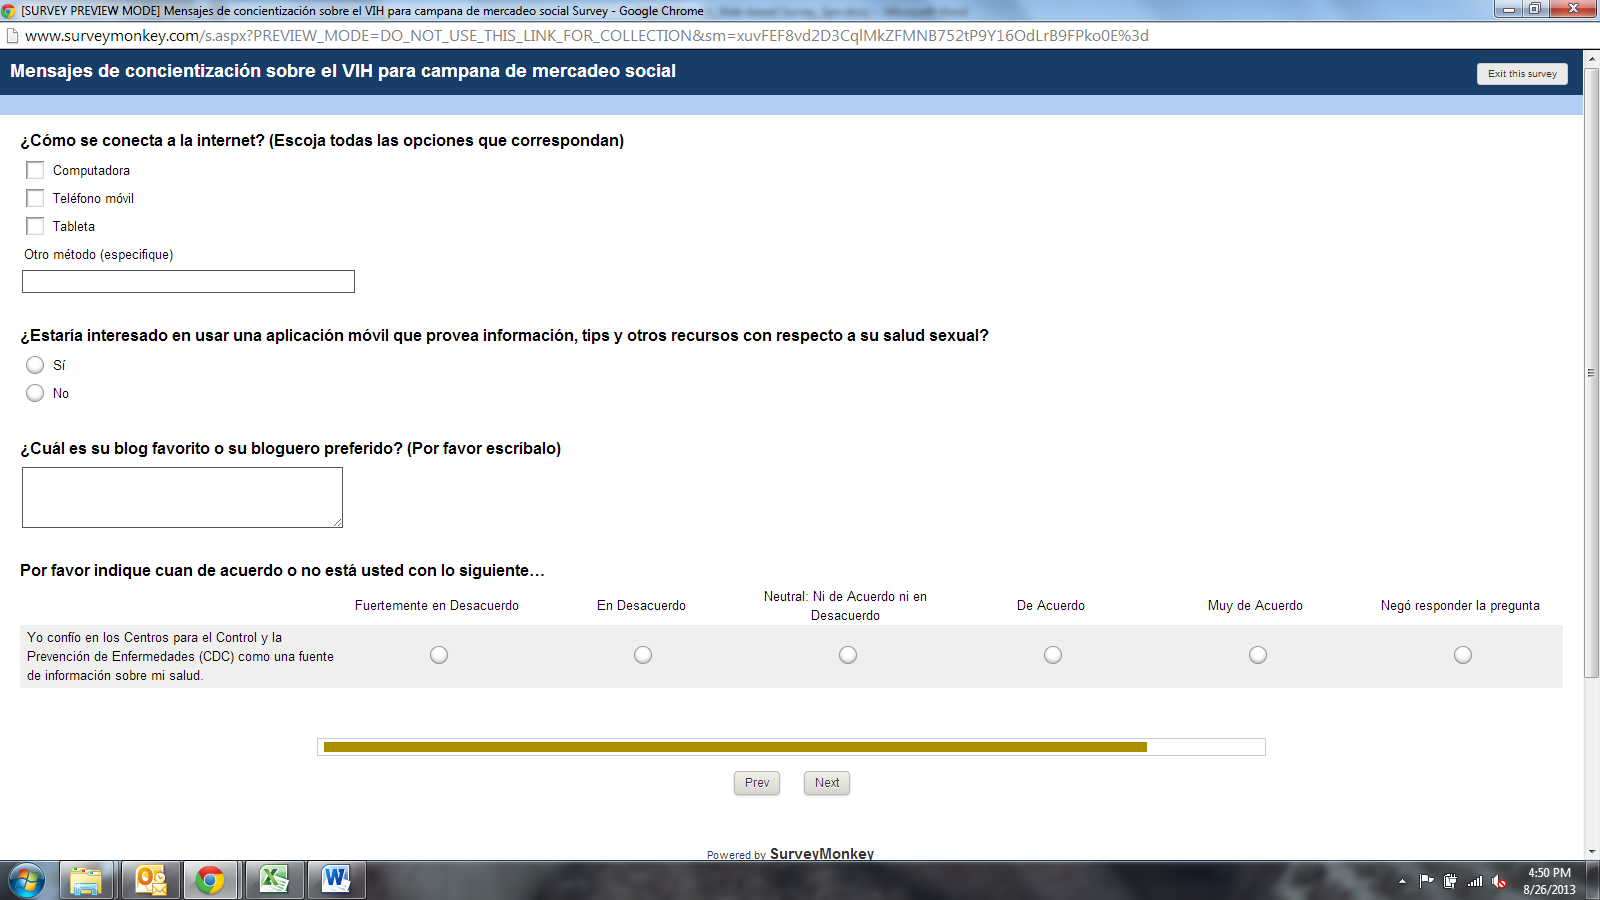 [SURVEY PREVIEW MODE] Mensajes de concientización sobre el VIH para campana de mercadeo social Survey - Google Chrome
www.surveymonkey.com/s.aspx?PREVIEW_MODE=DO_NOT_USE_THIS_LINK_FOR_COLLECTION&sm=xuvFEF8vd2D3CqlMkZFMNB752tP9Y16OdLrB9FPko0E%3d
Mensajes de concientización sobre el VIH para campana de mercadeo social
Exit this survey
¿Cómo se conecta a la internet? (Escoja todas las opciones que correspondan)
Computadora
Teléfono móvil
Tableta
Otro método (especifique)
¿Estaría interesado en usar una aplicación móvil que provea información, tips y otros recursos con respecto a su salud sexual?
Sí
No
¿Cuál es su blog favorito o su bloguero preferido? (Por favor escríbalo)
Por favor indique cuan de acuerdo o no está usted con lo siguiente…
Fuertemente en Desacuerdo
En Desacuerdo
Neutral: Ni de Acuerdo ni en
Desacuerdo
De Acuerdo
Muy de Acuerdo
Negó responder la pregunta
Yo confío en los Centros para el Control y la
Prevención de Enfermedades (CDC) como una fuente
de información sobre mi salud.
Prev
Next
Powered by SurveyMonkey
4:50 PM
8/26/2013